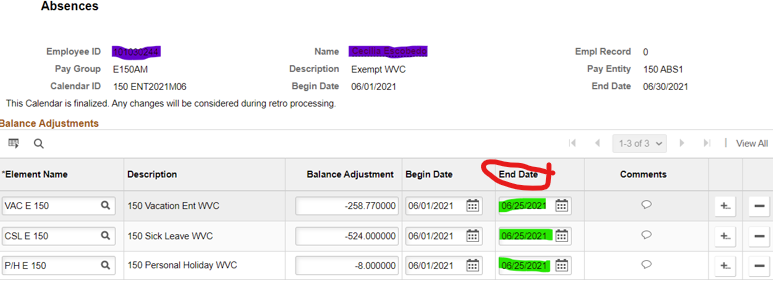 Absences
Employee ID Name Empl Record 0
Pay Group E150AM Description Exempt WVC Pay Entity 150 ABS1
Calendar ID 150 ENT2021M06 Begin Date 06/01/2021 End Date 06/30/2021
This Calendar is finalized. Any changes will be considered during retro processing.
Balance Adjustments
1-3 of 3 View All
*Element Name Description Balance Adjustment Begin Date End Date Comments
VAC E 150 150 Vacation Ent WVC -258.770000 06/01/2021 06/25/2021
CSL E 150 150 Sick Leave WVC -524.000000 06/01/2021 06/25/2021
P/H E 150 150 Personal Holiday WVC -8.000000 06/01/2021 06/25/2021